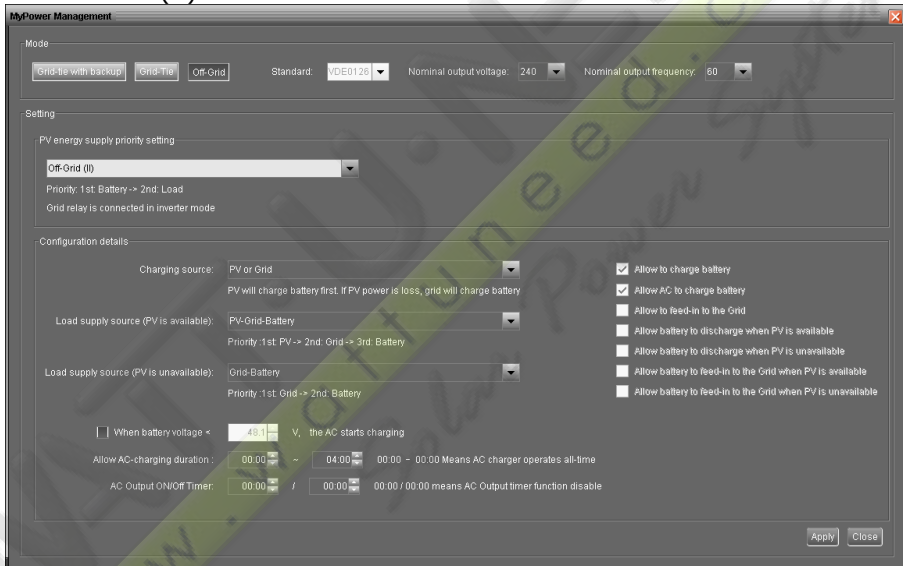 MyPower Management
Mode
Grid-tie with backup Grid-Tie Off-Grid Standard: VDE0126 Nominal output voltage: 240 Nominal output frequency: 60
Setting
PV energy supply priority setting
Off-Grid (II)
Priority: 1st: Battery -> 2nd: Load
Grid relay is connected in inverter mode
Configuration details
Charging source: PV or Grid
PV will charge battery first. If PV power is loss, grid will charge battery
Load supply source (PV is available): PV-Grid-Battery
Priority :1st: PV -> 2nd: Grid -> 3rd: Battery
Load supply source (PV is unavailable): Grid-Battery
Priority :1st: Grid -> 2nd: Battery
Allow to charge battery
Allow AC to charge battery
Allow to feed-in to the Grid
Allow battery to discharge when PV is available
Allow battery to discharge when PV is unavailable
Allow battery to feed-in to the Grid when PV is available
Allow battery to feed-in to the Grid when PV is unavailable
When battery voltage < 48.1 V, the AC starts charging
Allow AC-charging duration : 00:00 ~ 04:00 00:00 - 00:00 Means AC charger operates all-time
AC Output ON/Off Timer: 00:00 / 00:00 00:00 / 00:00 means AC Output timer function disable
Apply Close